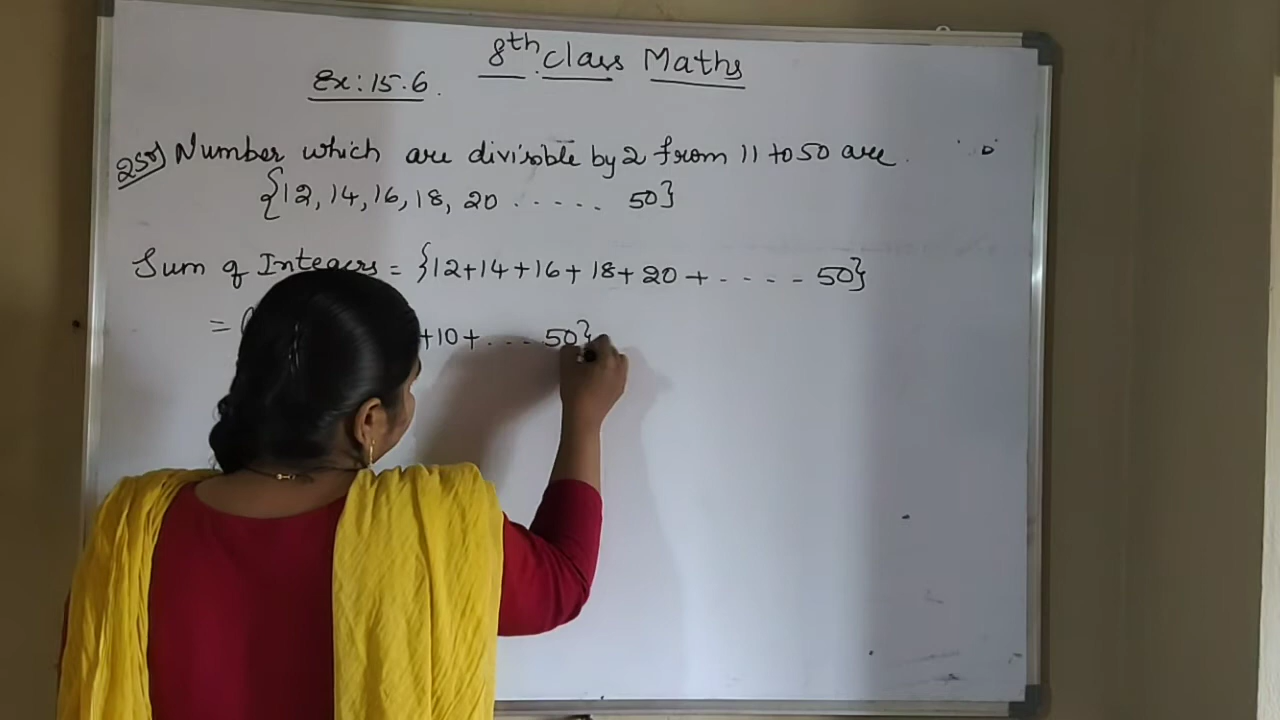 8th class Maths
Ex: 15.6
2sol) Number which are divisible by 2 from 11 to 50 are
{12, 14, 16, 18, 20 ..... 50}
Sum of Integers = {12+14+16+18+20+ .... 50}
= +10+ .... 50}